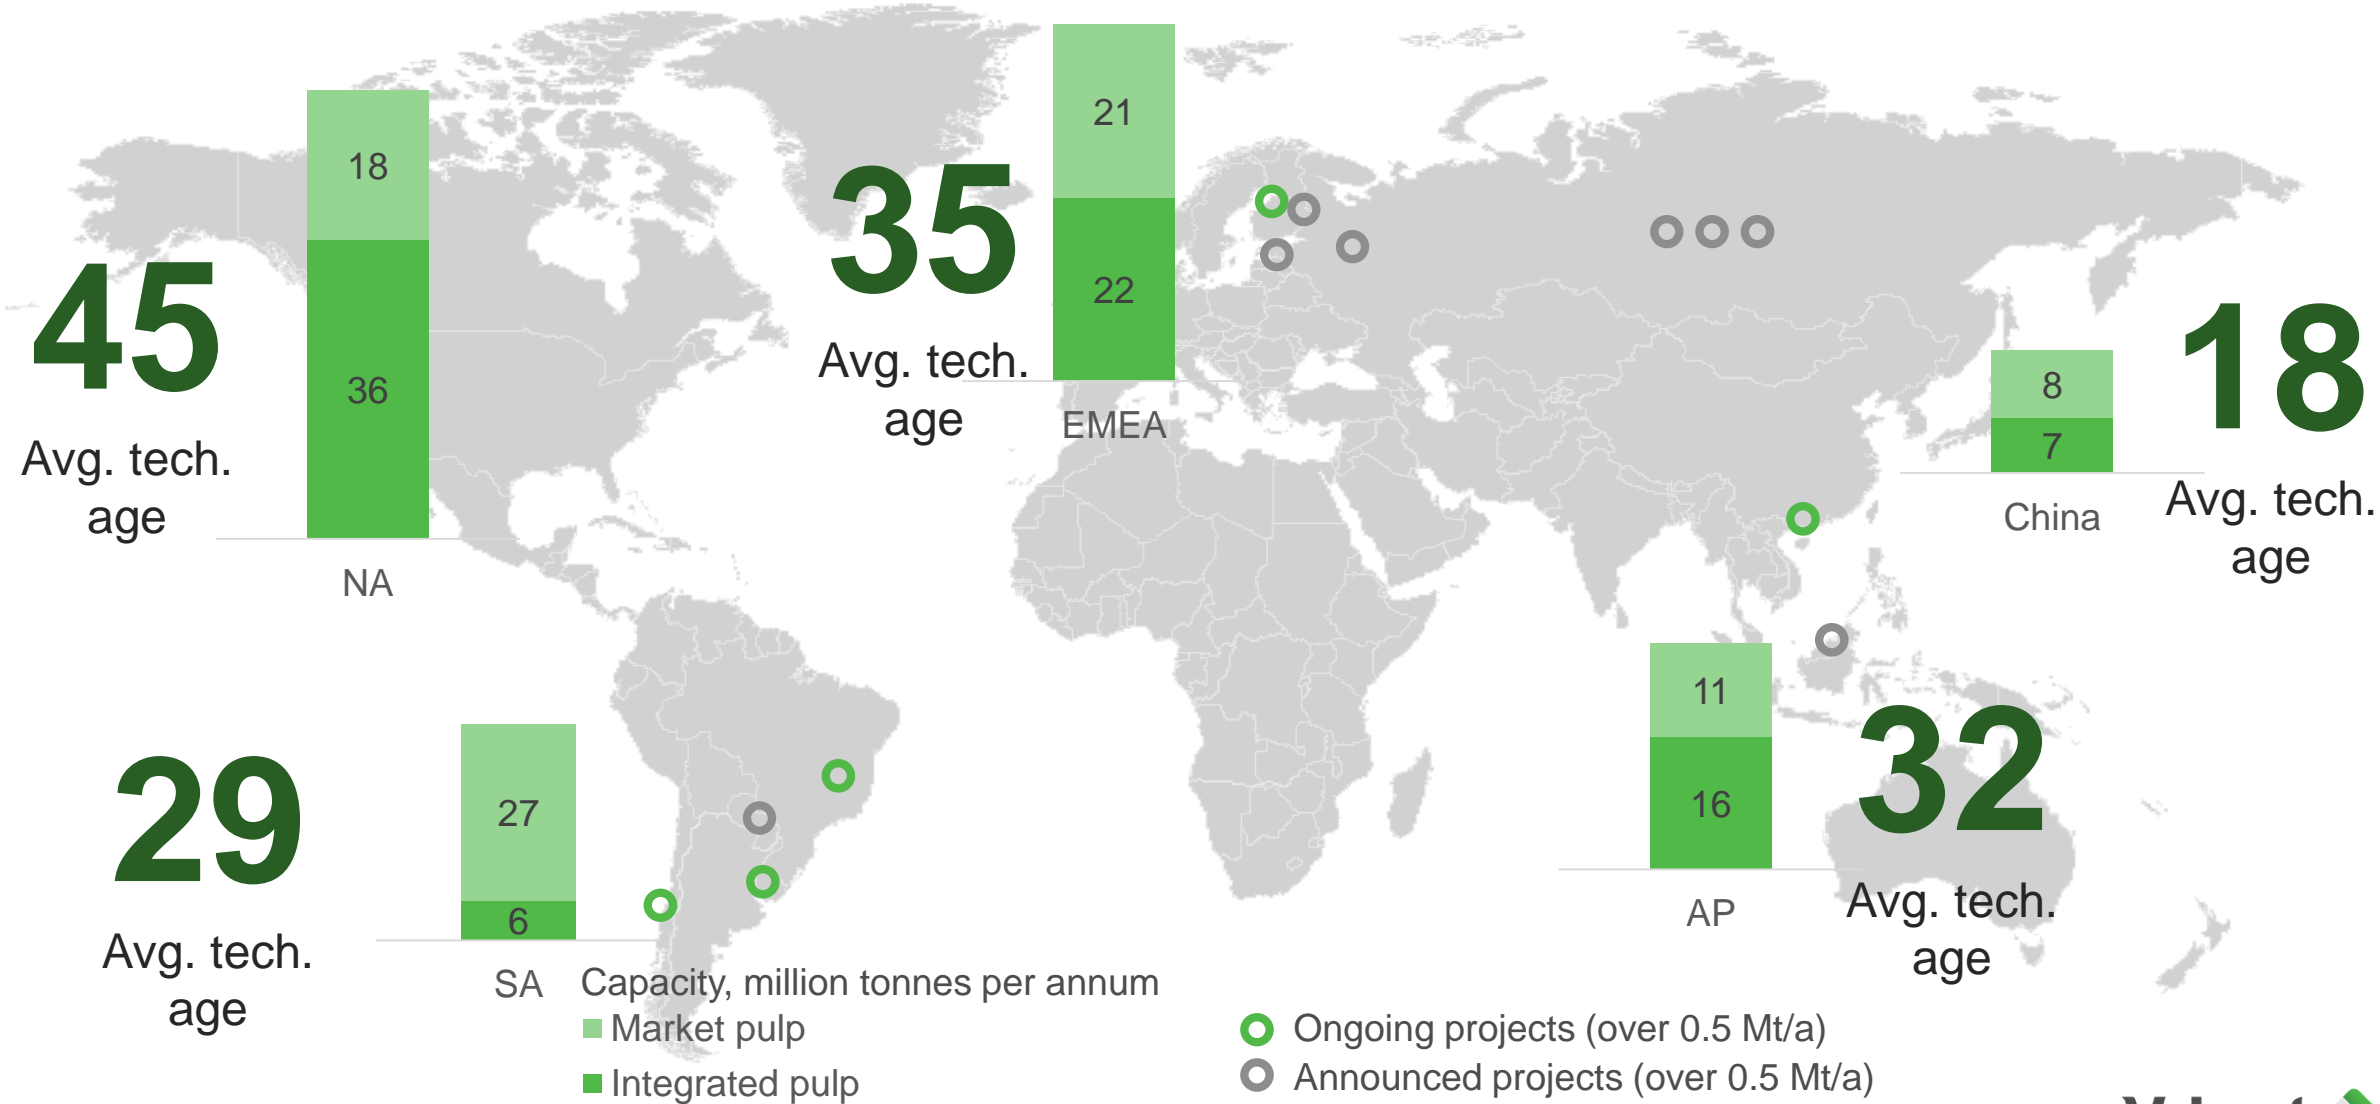 18
36
45
Avg. tech.
age
NA
21
22
35
Avg. tech.
age
EMEA
8
7
18
China
Avg. tech.
age
27
6
29
Avg. tech.
age
SA
11
16
32
AP
Avg. tech.
age
Capacity, million tonnes per annum
Market pulp
Integrated pulp
Ongoing projects (over 0.5 Mt/a)
Announced projects (over 0.5 Mt/a)